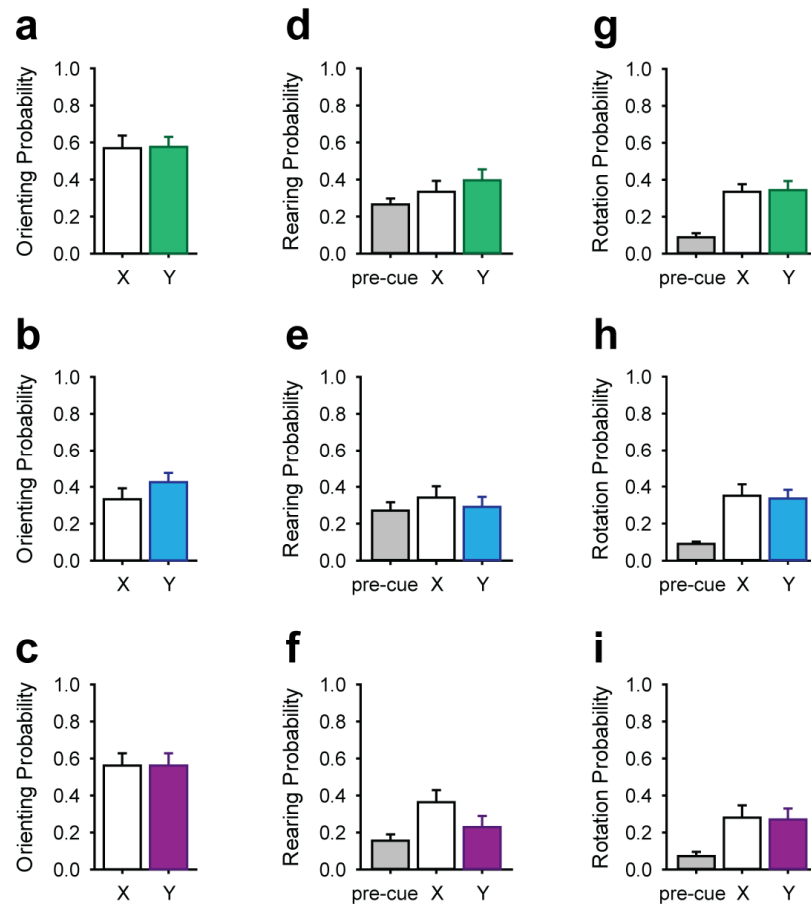 a
Orienting Probability
1.0
0.8
0.6
0.4
0.2
0.0
X Y
d
Rearing Probability
1.0
0.8
0.6
0.4
0.2
0.0
pre-cue X Y
g
Rotation Probability
1.0
0.8
0.6
0.4
0.2
0.0
pre-cue X Y
b
Orienting Probability
1.0
0.8
0.6
0.4
0.2
0.0
X Y
e
Rearing Probability
1.0
0.8
0.6
0.4
0.2
0.0
pre-cue X Y
h
Rotation Probability
1.0
0.8
0.6
0.4
0.2
0.0
pre-cue X Y
c
Orienting Probability
1.0
0.8
0.6
0.4
0.2
0.0
X Y
f
Rearing Probability
1.0
0.8
0.6
0.4
0.2
0.0
pre-cue X Y
i
Rotation Probability
1.0
0.8
0.6
0.4
0.2
0.0
pre-cue X Y